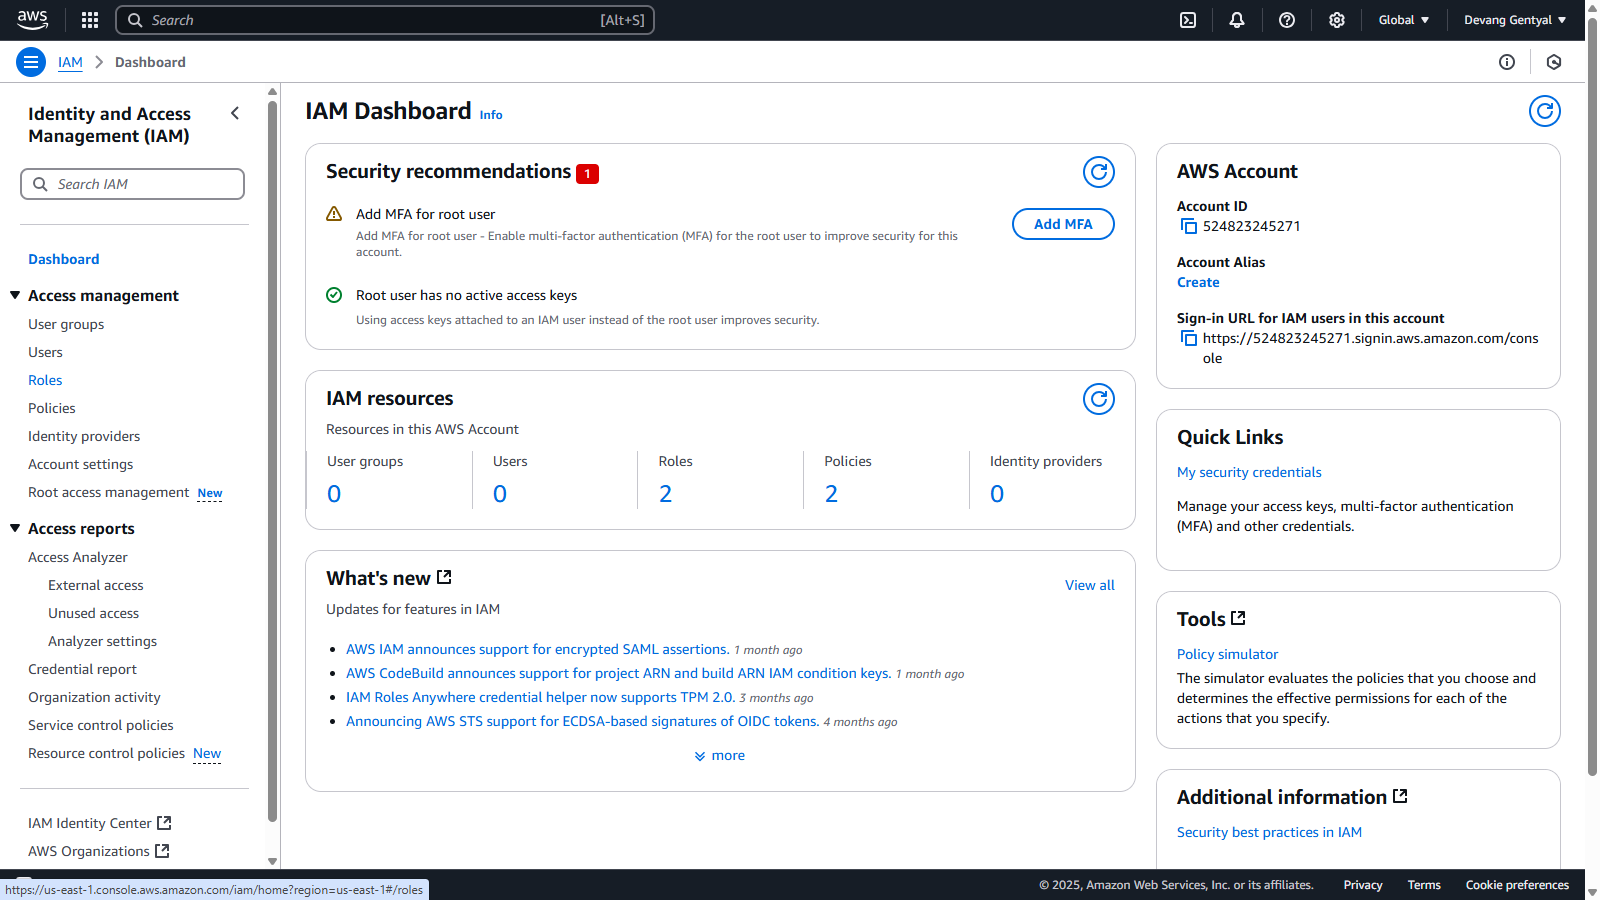 aws
Search [Alt+S]
Global
Devang Gentyal
IAM
Dashboard
Identity and Access
Management (IAM)
Search IAM
Dashboard
Access management
User groups
Users
Roles
Policies
Identity providers
Account settings
Root access management New
Access reports
Access Analyzer
External access
Unused access
Analyzer settings
Credential report
Organization activity
Service control policies
Resource control policies New
IAM Identity Center
AWS Organizations
IAM Dashboard Info
Security recommendations 1
Add MFA for root user
Add MFA for root user - Enable multi-factor authentication (MFA) for the root user to improve security for this
account.
Add MFA
Root user has no active access keys
Using access keys attached to an IAM user instead of the root user improves security.
IAM resources
Resources in this AWS Account
User groups
0
Users
0
Roles
2
Policies
2
Identity providers
0
What's new
View all
Updates for features in IAM
AWS IAM announces support for encrypted SAML assertions. 1 month ago
AWS CodeBuild announces support for project ARN and build ARN IAM condition keys. 1 month ago
IAM Roles Anywhere credential helper now supports TPM 2.0. 3 months ago
Announcing AWS STS support for ECDSA-based signatures of OIDC tokens. 4 months ago
more
AWS Account
Account ID
524823245271
Account Alias
Create
Sign-in URL for IAM users in this account
https://524823245271.signin.aws.amazon.com/cons
ole
Quick Links
My security credentials
Manage your access keys, multi-factor authentication
(MFA) and other credentials.
Tools
Policy simulator
The simulator evaluates the policies that you choose and
determines the effective permissions for each of the
actions that you specify.
Additional information
Security best practices in IAM
https://us-east-1.console.aws.amazon.com/iam/home?region=us-east-1#/roles
© 2025, Amazon Web Services, Inc. or its affiliates.
Privacy
Terms
Cookie preferences